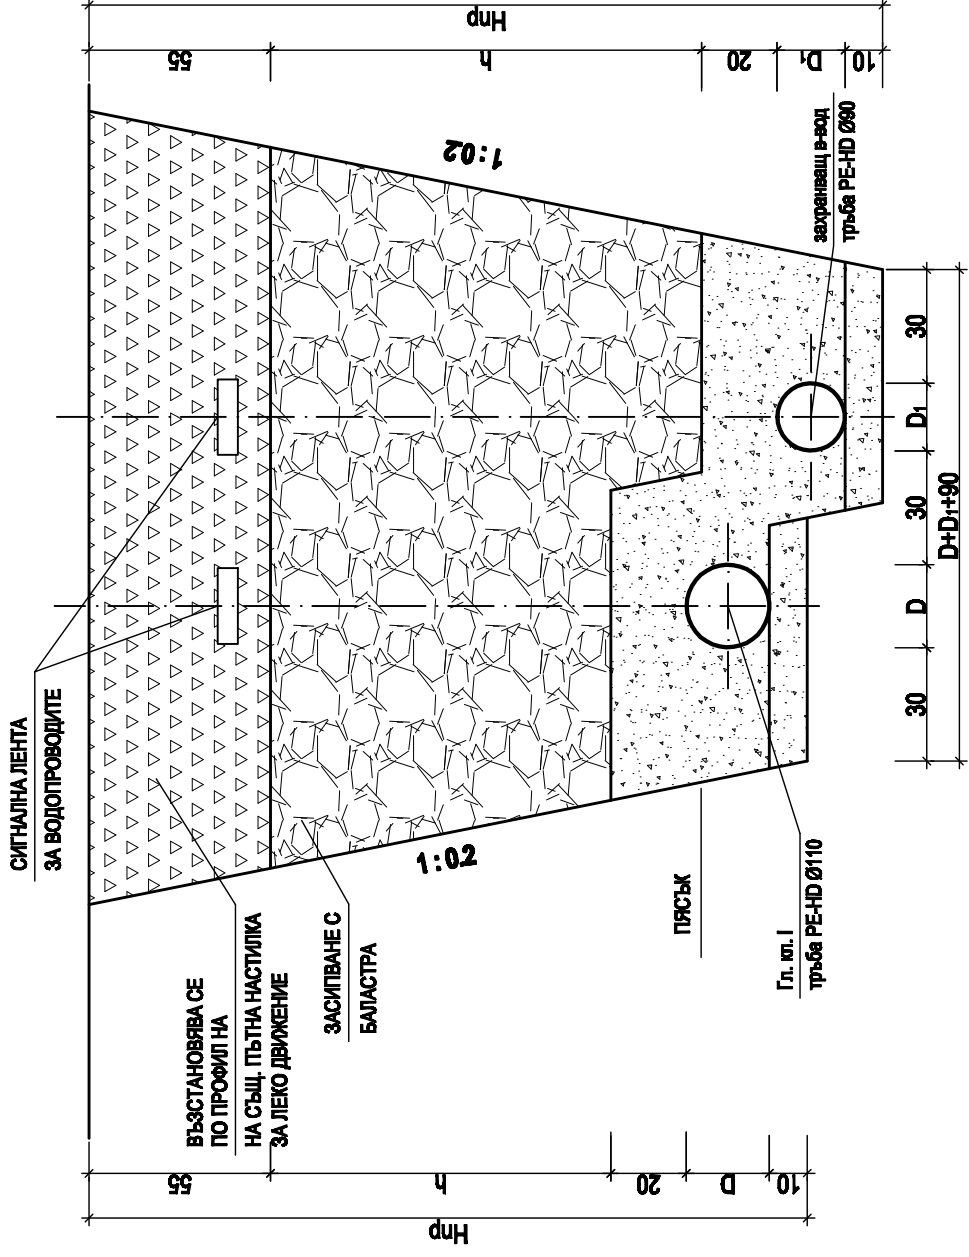 СИГНАЛНА ЛЕНТА
ЗА ВОДОПРОВОДИТЕ
ВЪЗСТАНОВЯВА СЕ
ПО ПРОФИЛ НА
НА СЪЩ. ПЪТНА НАСТИЛКА
ЗА ЛЕКО ДВИЖЕНИЕ
ЗАСИПВАНЕ С
БАЛАСТРА
ПЯСЪК
Гл. кл. I
тръба PE-HD Ø110
захранващ в-вод
тръба PE-HD Ø90
1 : 0.2
1 : 0.2
Hпр
55
h
20
D
10
Hпр
55
h
20
D1
10
30
D
30
D1
30
D+D1+90